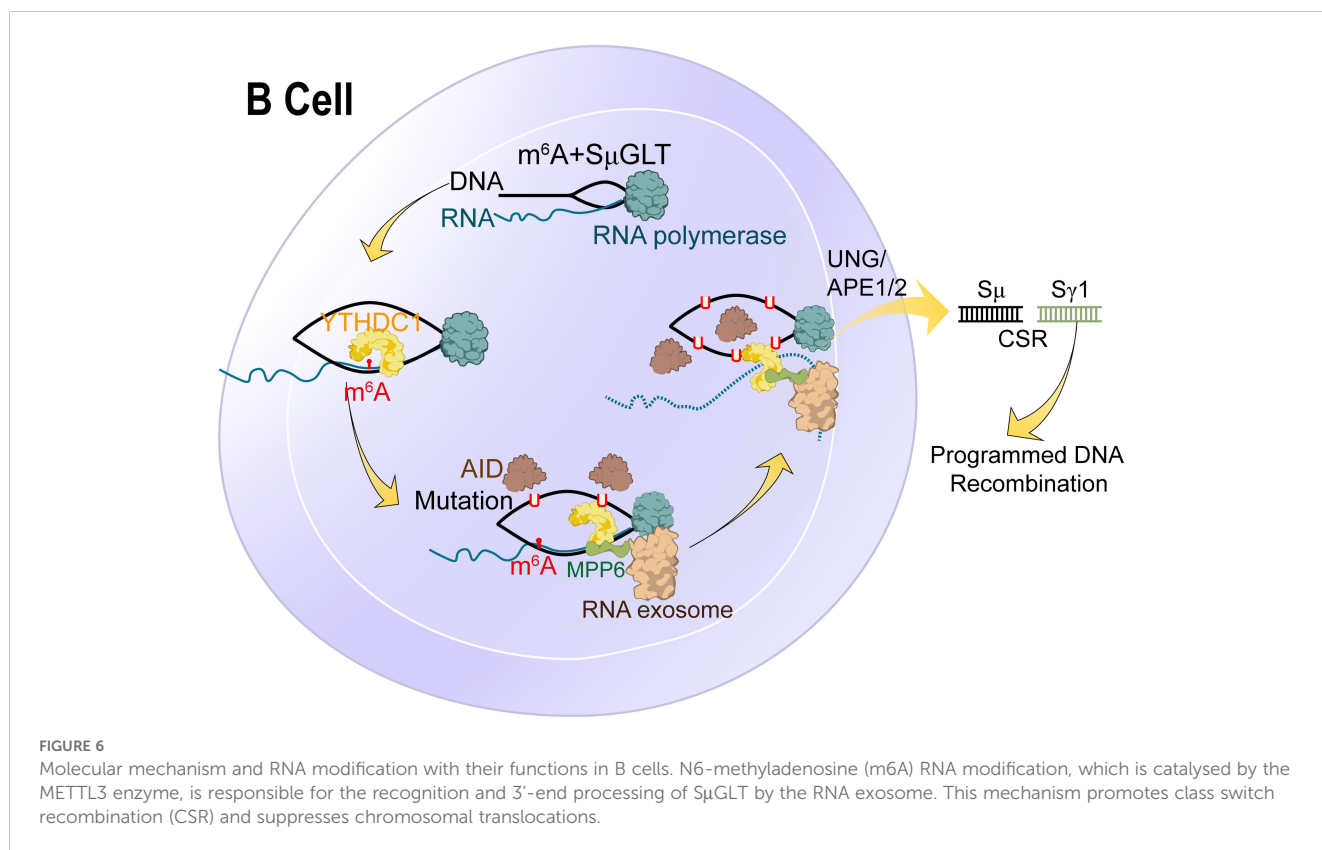 B Cell
m⁶A+SμGLT
DNA
RNA
RNA polymerase
YTHDC1
m⁶A
AID
Mutation
U U
m⁶A
MPP6
RNA exosome
U U
U U U
UNG/
APE1/2
Sμ Sγ1
CSR
Programmed DNA
Recombination
FIGURE 6
Molecular mechanism and RNA modification with their functions in B cells. N6-methyladenosine (m6A) RNA modification, which is catalysed by the
METTL3 enzyme, is responsible for the recognition and 3′-end processing of SμGLT by the RNA exosome. This mechanism promotes class switch
recombination (CSR) and suppresses chromosomal translocations.